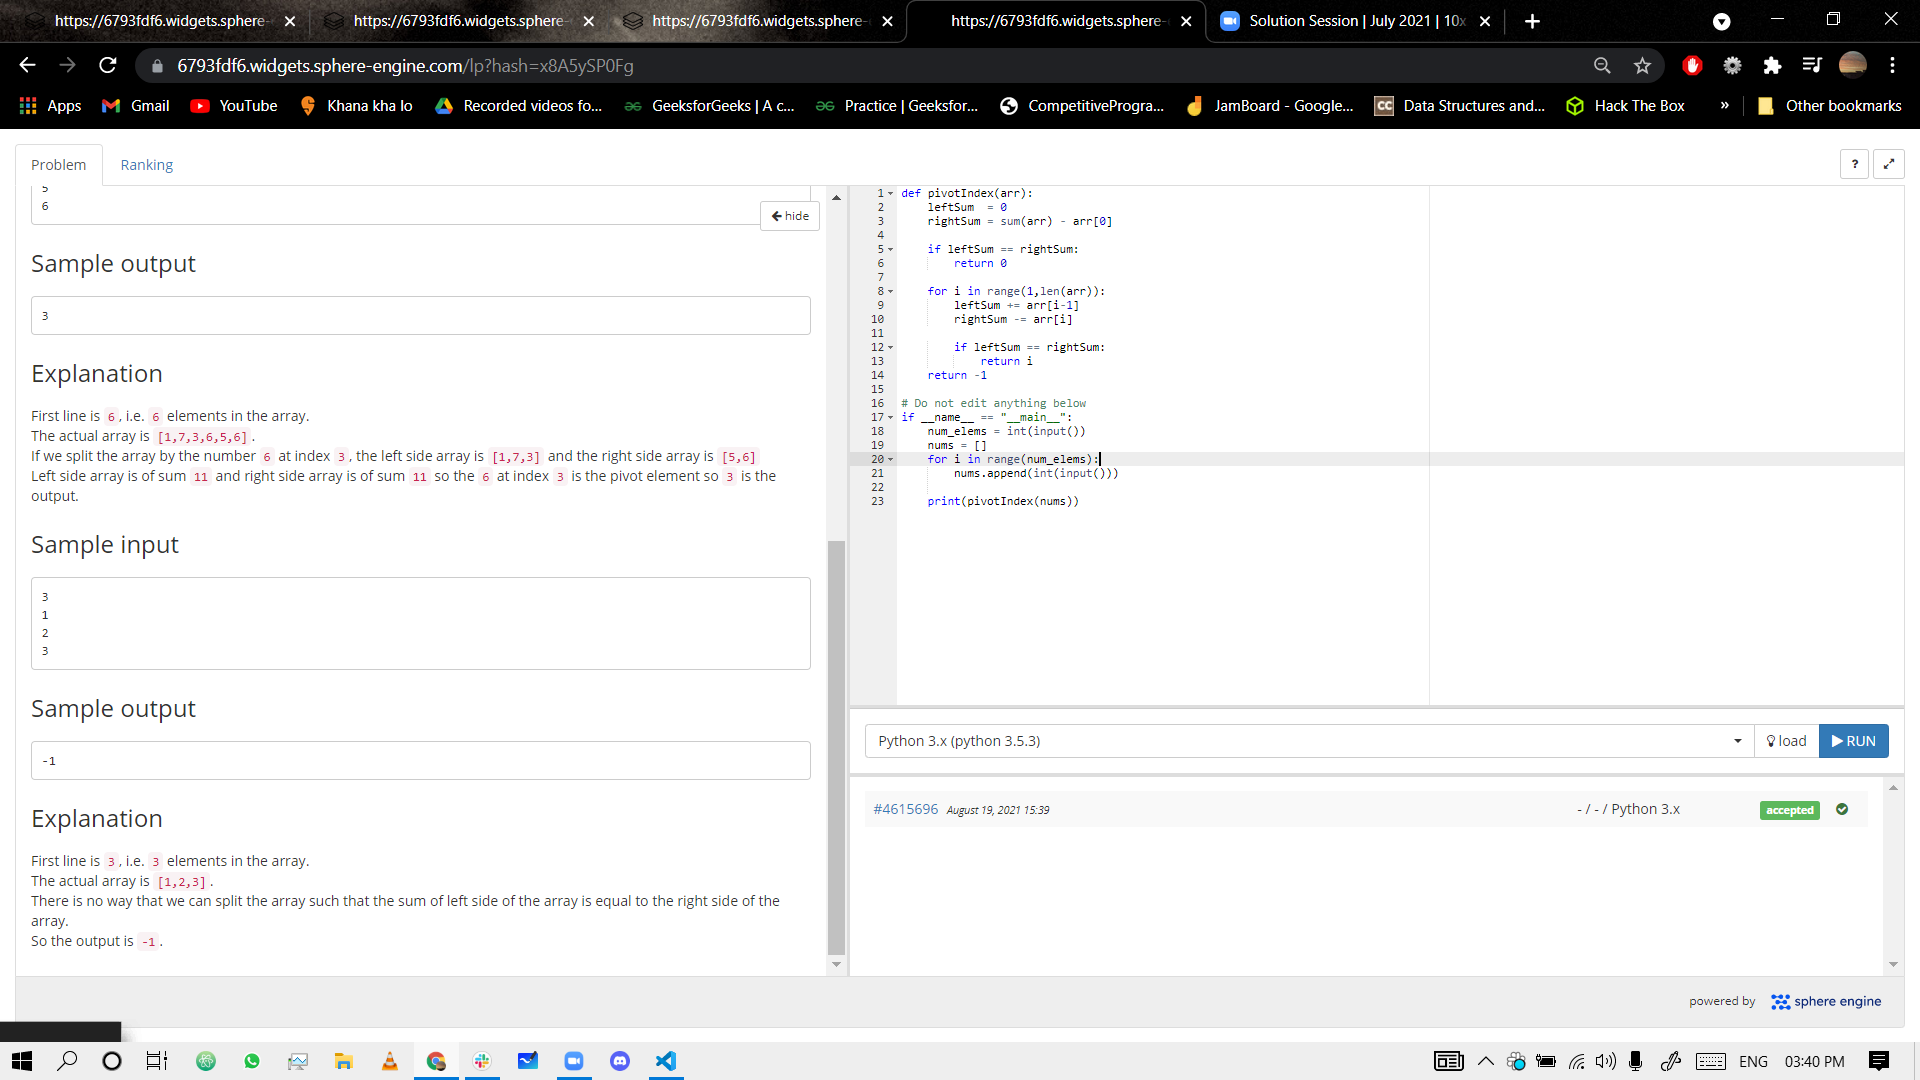 https://6793fdf6.widgets.sphere-
https://6793fdf6.widgets.sphere-
https://6793fdf6.widgets.sphere-
https://6793fdf6.widgets.sphere-
Solution Session | July 2021 | 10x
6793fdf6.widgets.sphere-engine.com/lp?hash=x8A5ySP0Fg
Apps
Gmail
YouTube
Khana kha lo
Recorded videos fo...
GeeksforGeeks | A c...
Practice | Geeksfor...
CompetitiveProgra...
JamBoard - Google...
Data Structures and...
Hack The Box
»
Other bookmarks
Problem
Ranking
?
5
6
hide
Sample output
3
Explanation
First line is 6, i.e. 6 elements in the array.
The actual array is [1,7,3,6,5,6].
If we split the array by the number 6 at index 3, the left side array is [1,7,3] and the right side array is [5,6]
Left side array is of sum 11 and right side array is of sum 11 so the 6 at index 3 is the pivot element so 3 is the
output.
Sample input
3
1
2
3
Sample output
-1
Explanation
First line is 3, i.e. 3 elements in the array.
The actual array is [1,2,3].
There is no way that we can split the array such that the sum of left side of the array is equal to the right side of the
array.
So the output is -1.
1 def pivotIndex(arr):
2 leftSum = 0
3 rightSum = sum(arr) - arr[0]
4
5 if leftSum == rightSum:
6 return 0
7
8 for i in range(1,len(arr)):
9 leftSum += arr[i-1]
10 rightSum -= arr[i]
11
12 if leftSum == rightSum:
13 return i
14 return -1
15
16 # Do not edit anything below
17 if __name__ == "__main__":
18 num_elems = int(input())
19 nums = []
20 for i in range(num_elems):
21 nums.append(int(input()))
22
23 print(pivotIndex(nums))
Python 3.x (python 3.5.3)
load
RUN
#4615696 August 19, 2021 15:39
- / - / Python 3.x
accepted
powered by
sphere engine
ENG
03:40 PM